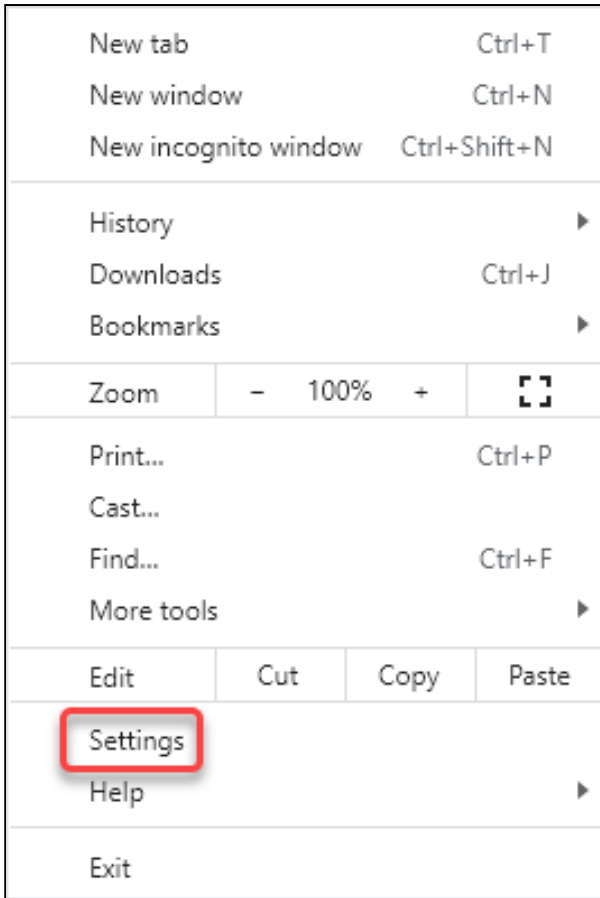 New tab Ctrl+T
New window Ctrl+N
New incognito window Ctrl+Shift+N
History
Downloads Ctrl+J
Bookmarks
Zoom – 100% +
Print... Ctrl+P
Cast...
Find... Ctrl+F
More tools
Edit Cut Copy Paste
Settings
Help
Exit